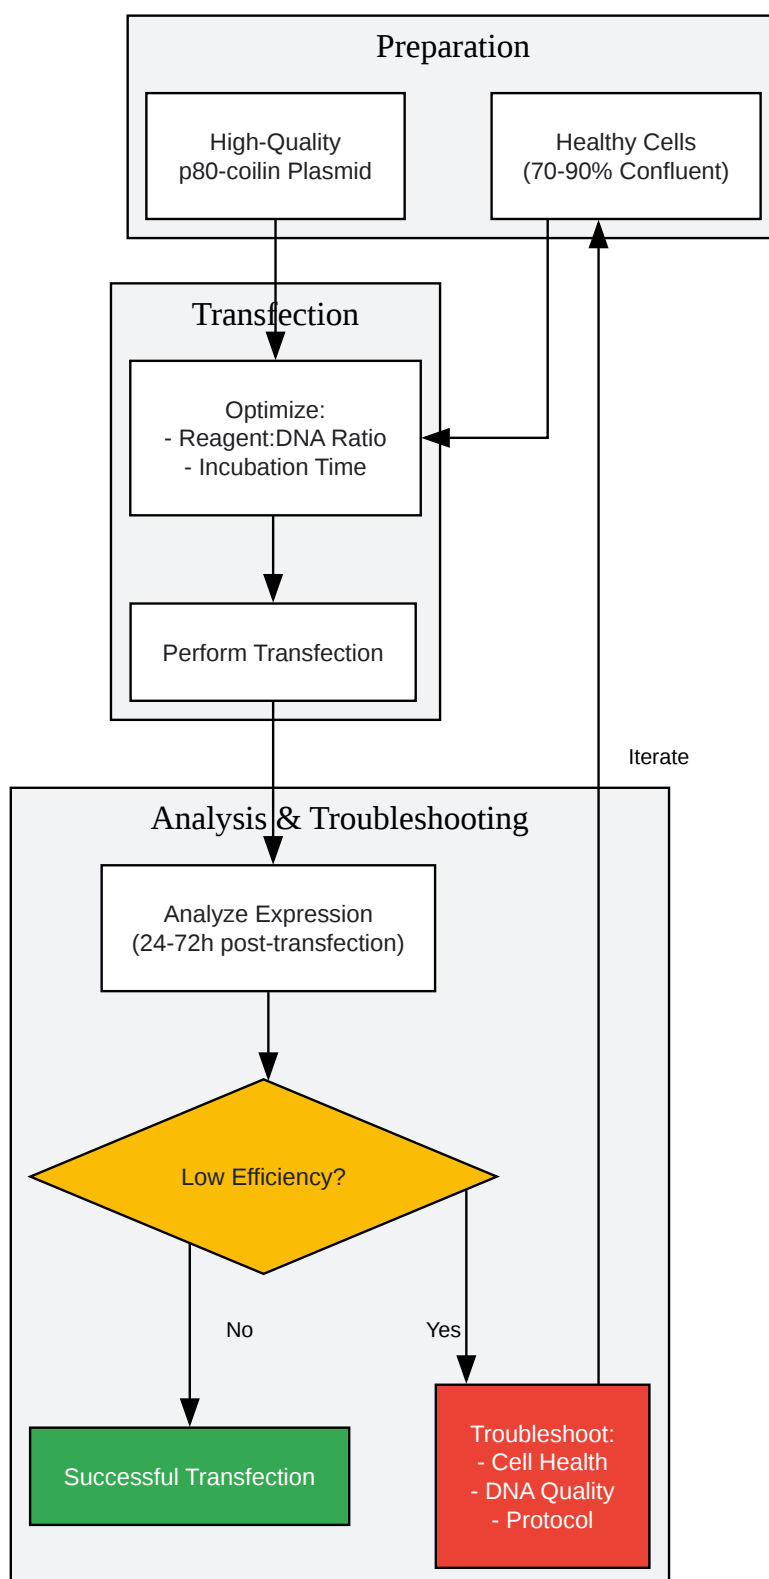 Preparation
High-Quality
p80-coilin Plasmid
Healthy Cells
(70-90% Confluent)
Transfection
Optimize:
- Reagent:DNA Ratio
- Incubation Time
Perform Transfection
Iterate
Analysis & Troubleshooting
Analyze Expression
(24-72h post-transfection)
Low Efficiency?
No
Yes
Successful Transfection
Troubleshoot:
- Cell Health
- DNA Quality
- Protocol